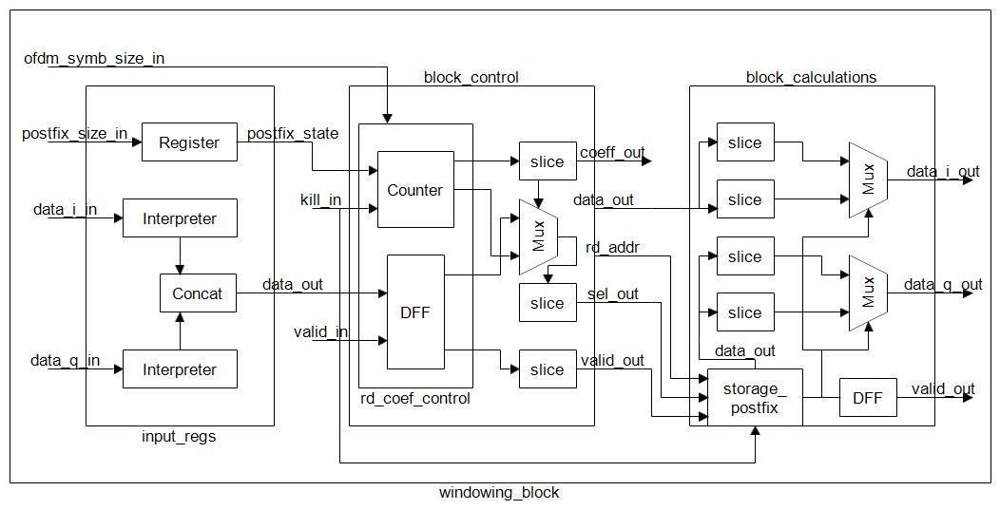 ofdm_symb_size_in
block_control
block_calculations
postfix_size_in
Register
postfix_state
slice
coeff_out
slice
Mux
data_i_out
Counter
kill_in
data_out
slice
data_i_in
Interpreter
Mux
rd_addr
slice
Concat
data_out
DFF
slice
sel_out
slice
Mux
data_q_out
valid_in
data_q_in
Interpreter
slice
valid_out
data_out
storage_
postfix
DFF
valid_out
rd_coef_control
input_regs
windowing_block